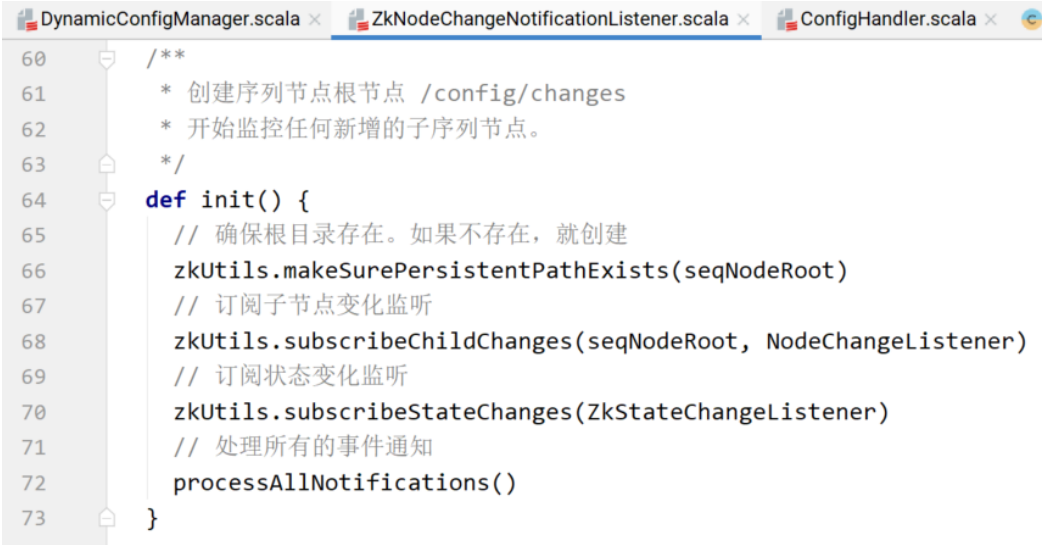 DynamicConfigManager.scala × ZkNodeChangeNotificationListener.scala × ConfigHandler.scala × C
60 /**
61 * 创建序列节点根节点 /config/changes
62 * 开始监控任何新增的子序列节点。
63 */
64 def init() {
65 // 确保根目录存在。如果不存在，就创建
66 zkUtils.makeSurePersistentPathExists(seqNodeRoot)
67 // 订阅子节点变化监听
68 zkUtils.subscribeChildChanges(seqNodeRoot, NodeChangeListener)
69 // 订阅状态变化监听
70 zkUtils.subscribeStateChanges(ZkStateChangeListener)
71 // 处理所有的事件通知
72 processAllNotifications()
73 }